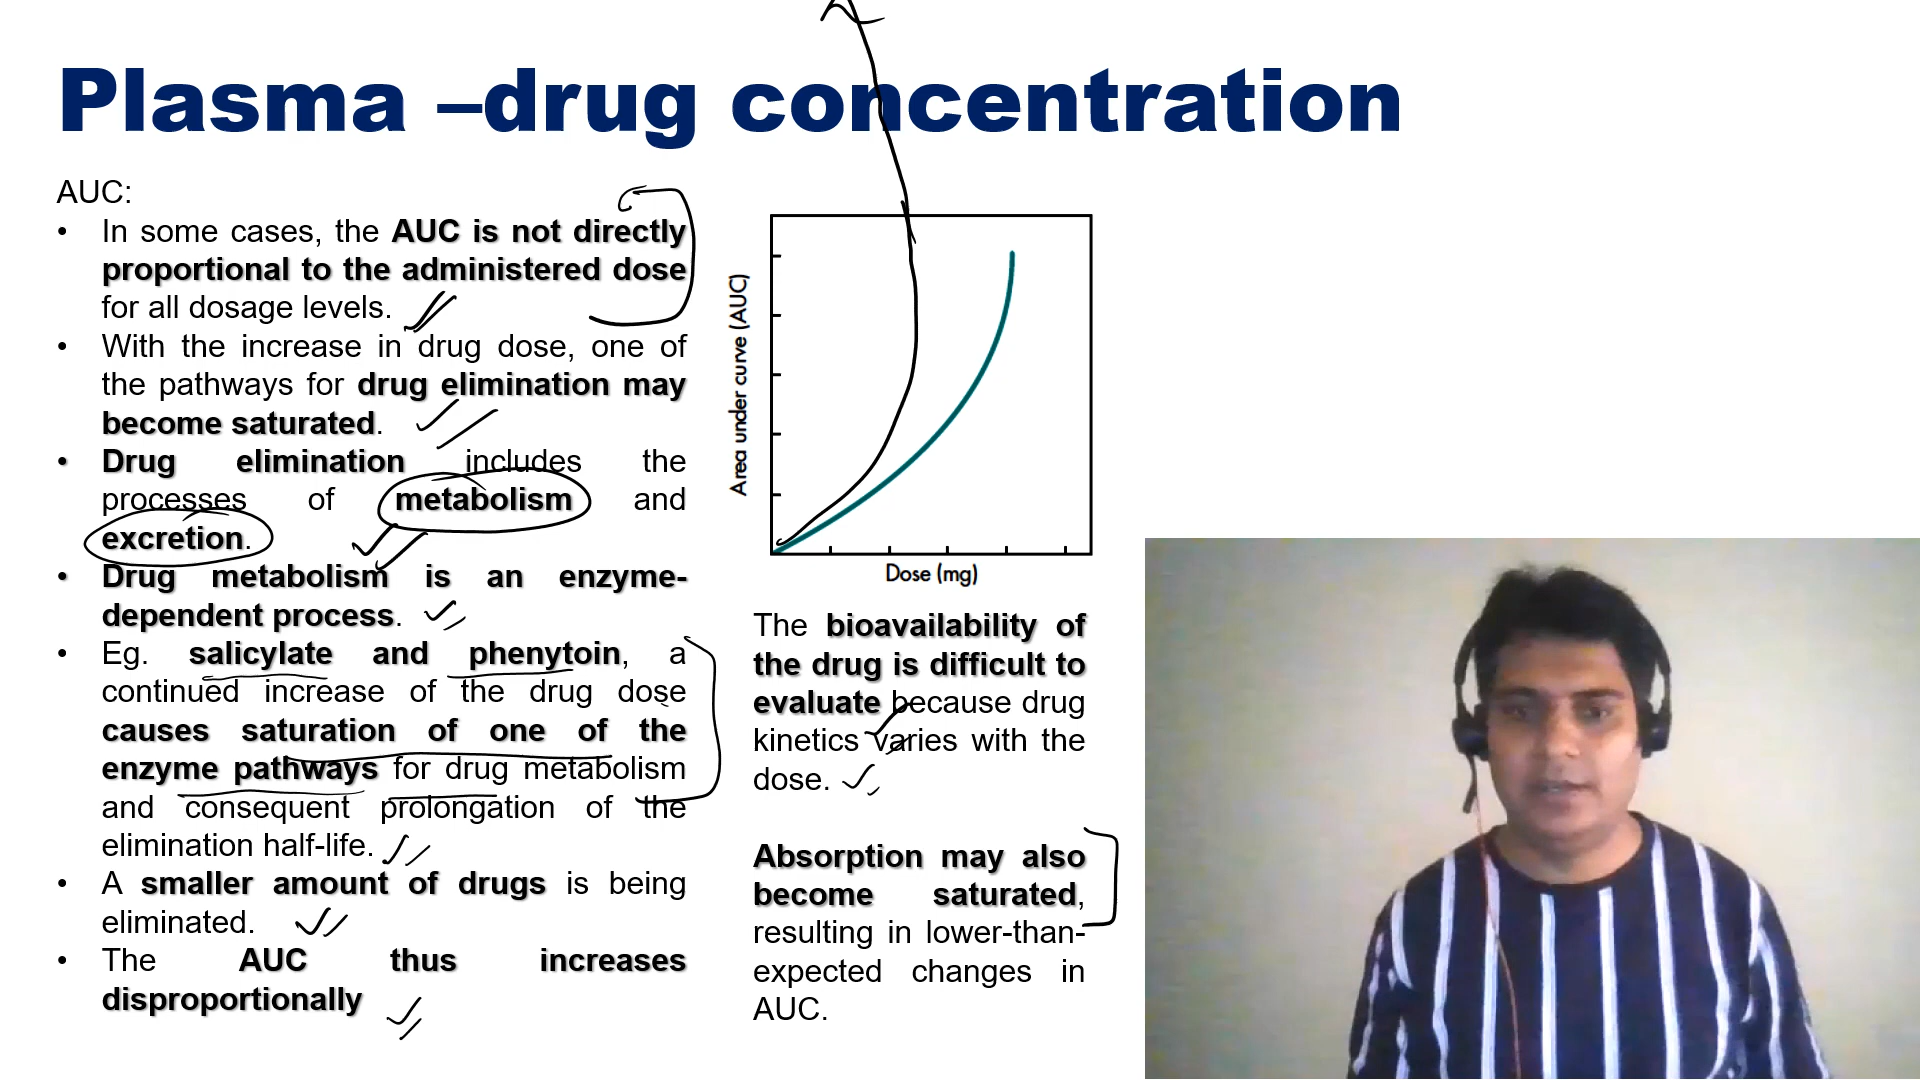 Plasma –drug concentration
AUC:
• In some cases, the AUC is not directly
proportional to the administered dose
for all dosage levels.
• With the increase in drug dose, one of
the pathways for drug elimination may
become saturated.
• Drug elimination includes the
processes of metabolism and
excretion.
• Drug metabolism is an enzyme-
dependent process.
• Eg. salicylate and phenytoin, a
continued increase of the drug dose
causes saturation of one of the
enzyme pathways for drug metabolism
and consequent prolongation of the
elimination half-life.
• A smaller amount of drugs is being
eliminated.
• The AUC thus increases
disproportionally
Area under curve (AUC)
Dose (mg)
The bioavailability of
the drug is difficult to
evaluate because drug
kinetics varies with the
dose.
Absorption may also
become saturated,
resulting in lower-than-
expected changes in
AUC.